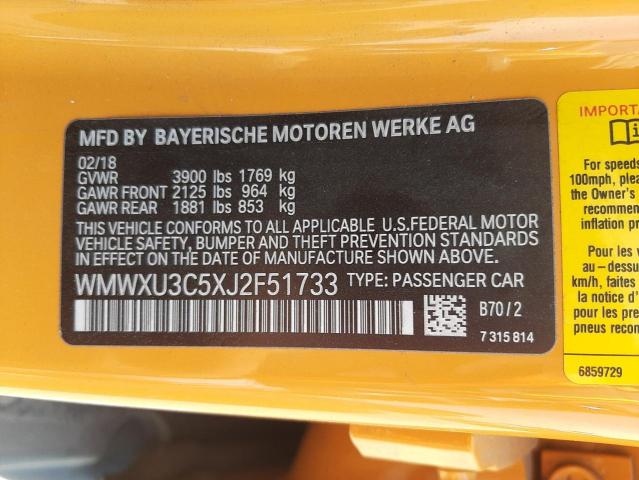 MFD BY BAYERISCHE MOTOREN WERKE AG
02/18
GVWR 3900 lbs 1769 kg
GAWR FRONT 2125 lbs 964 kg
GAWR REAR 1881 lbs 853 kg
THIS VEHICLE CONFORMS TO ALL APPLICABLE U.S.FEDERAL MOTOR
VEHICLE SAFETY, BUMPER AND THEFT PREVENTION STANDARDS
IN EFFECT ON THE DATE OF MANUFACTURE SHOWN ABOVE.
WMWXU3C5XJ2F51733 TYPE: PASSENGER CAR
B70/2
7 315 814
IMPORTA
For speeds
100mph, plea
the Owner's
recommen
inflation pr
Pour les
au-dessu
km/h, veu
la notice d'
pour les pre
pneus recon
6859729